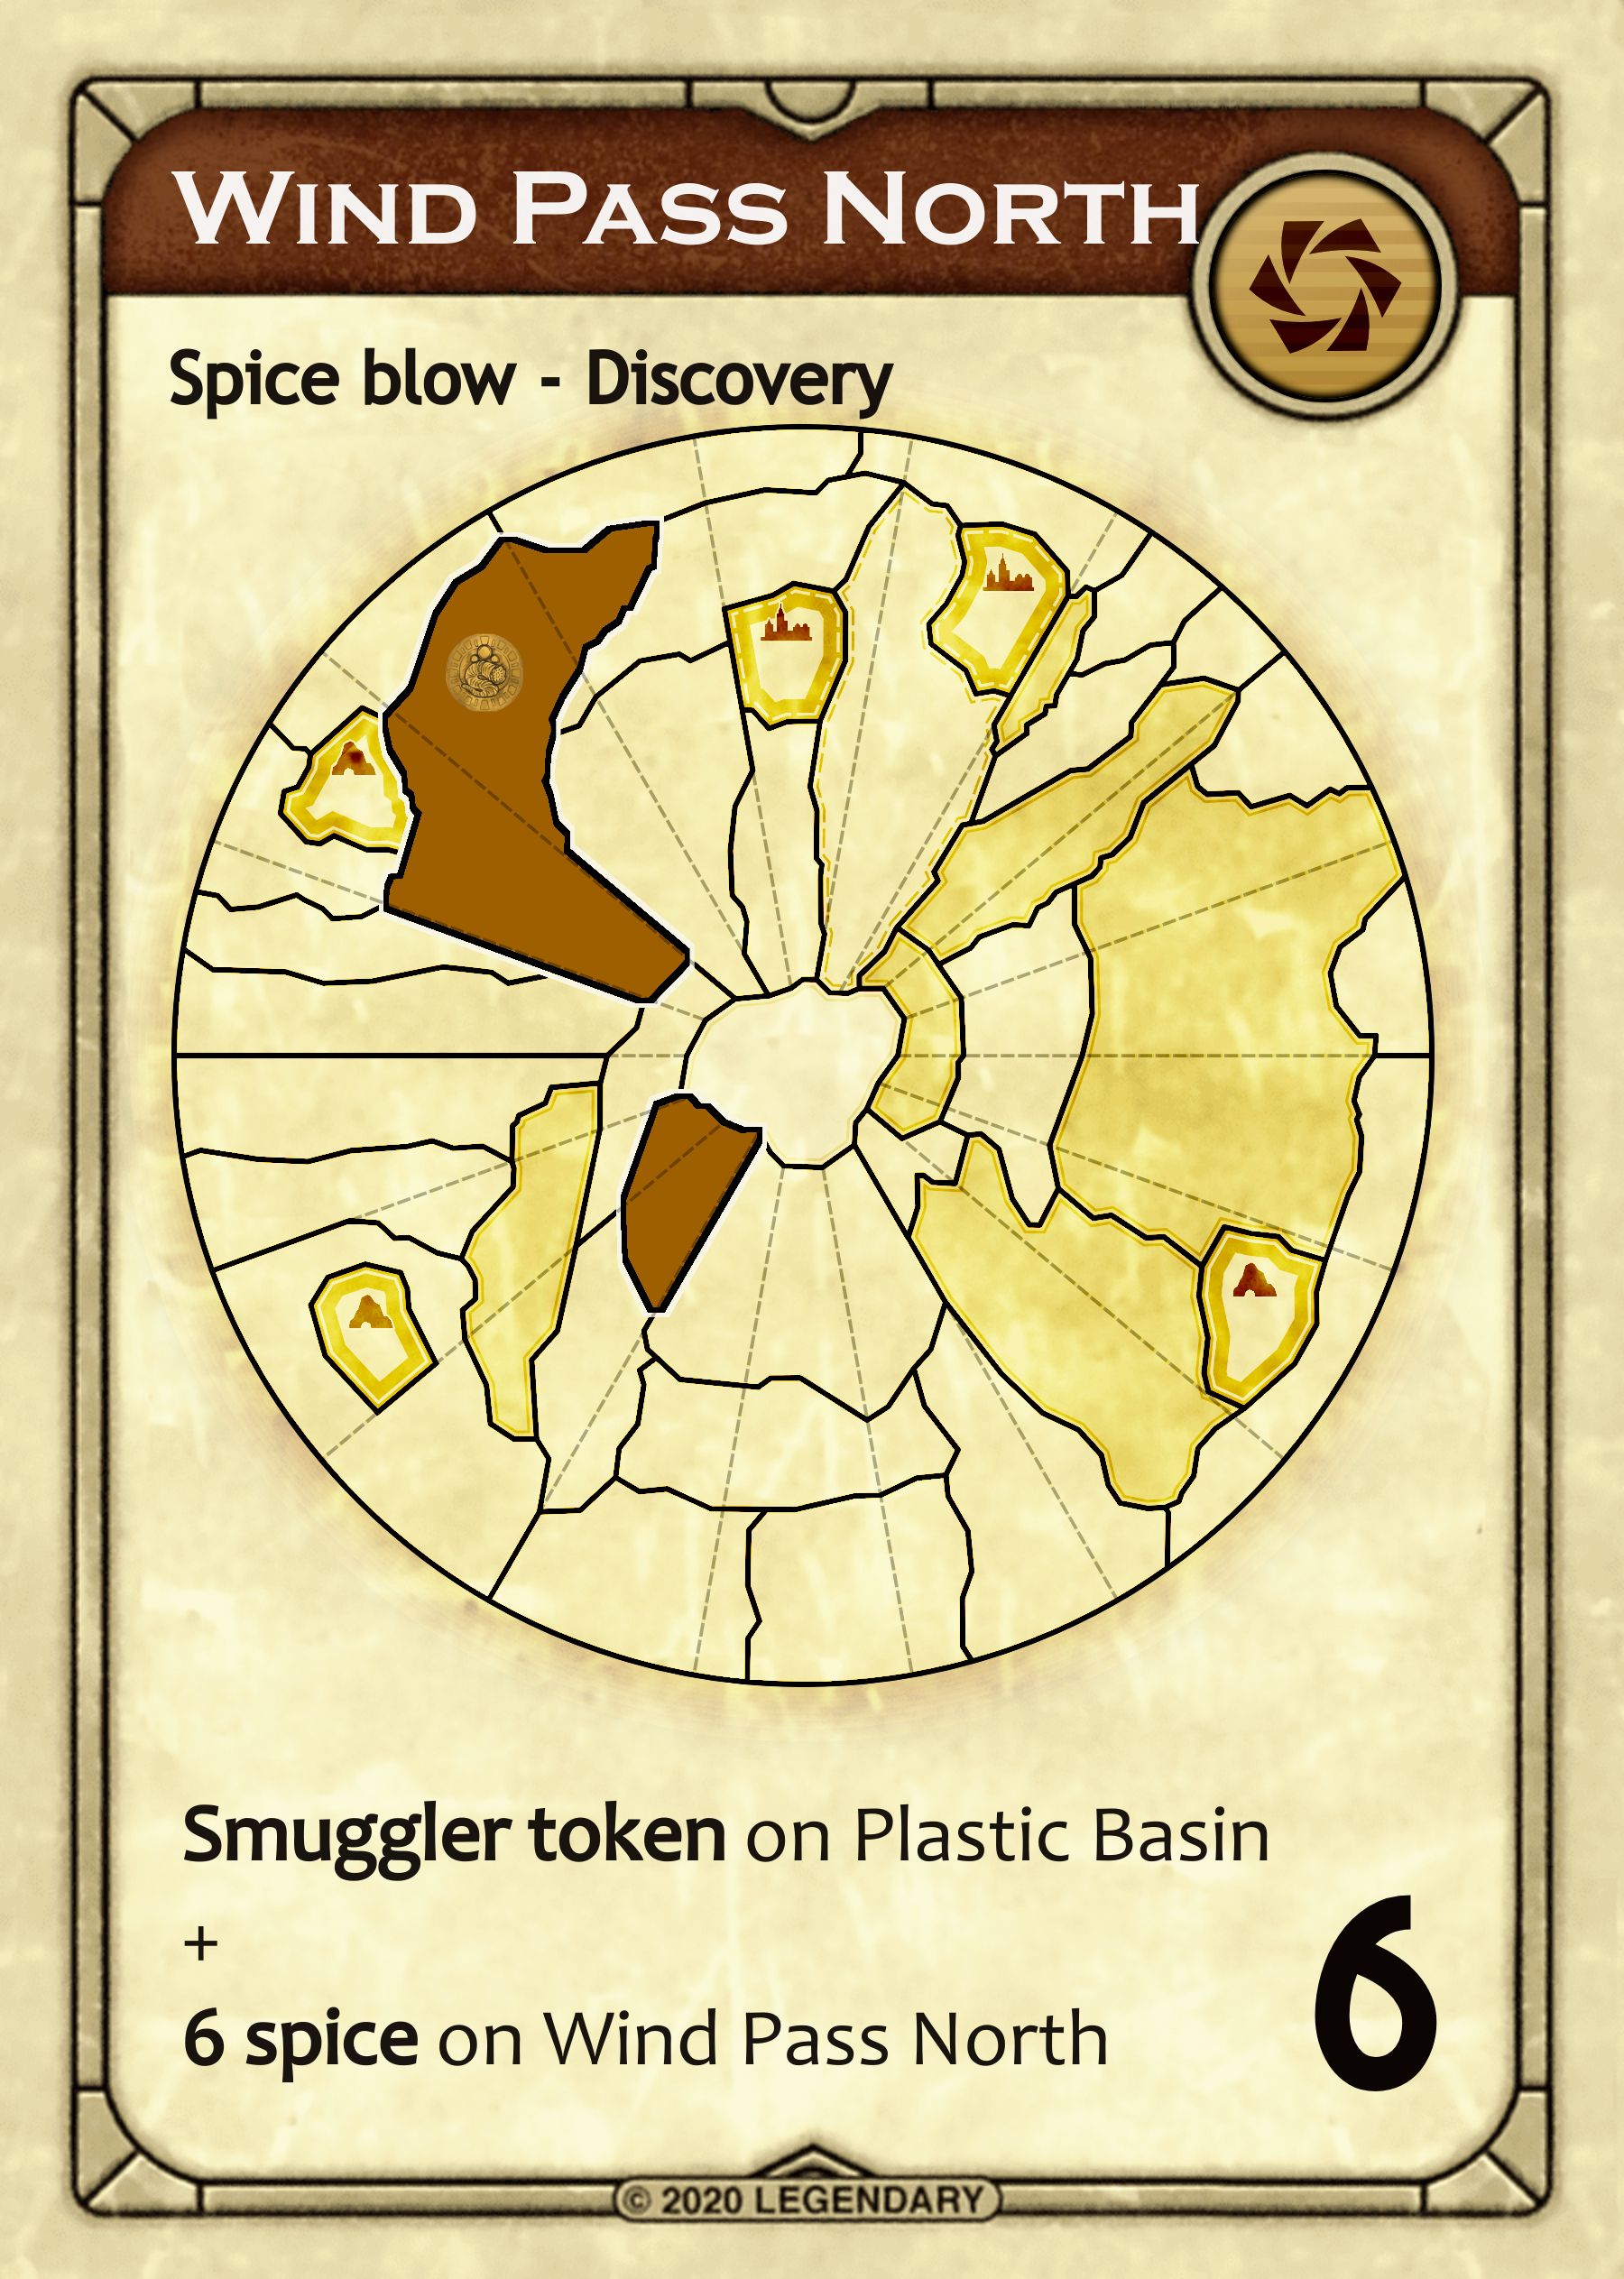 WIND PASS NORTH
Spice blow - Discovery
Smuggler token on Plastic Basin
+
6 spice on Wind Pass North
6
© 2020 LEGENDARY